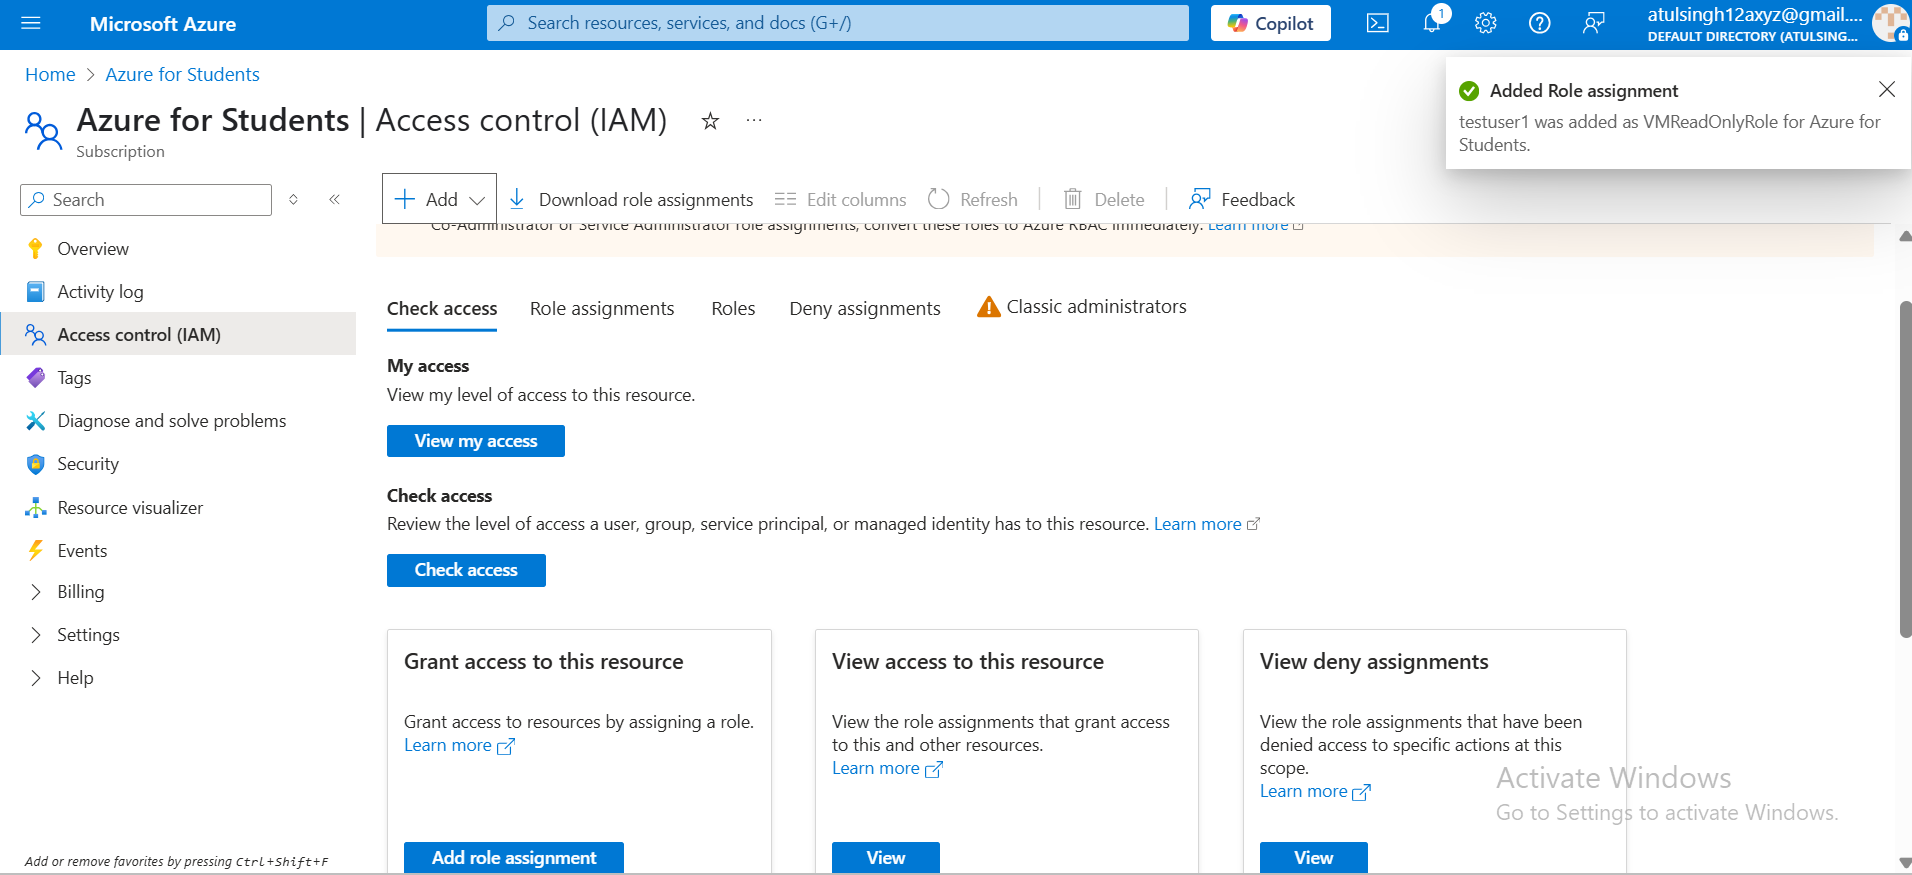 Microsoft Azure
Search resources, services, and docs (G+/)
Copilot
1
atulsingh12axyz@gmail....
DEFAULT DIRECTORY (ATULSING...
Home > Azure for Students
Azure for Students | Access control (IAM)
...
Subscription
Added Role assignment
testuser1 was added as VMReadOnlyRole for Azure for
Students.
Search
Add
Download role assignments
Edit columns
Refresh
Delete
Feedback
Co-Administrator or Service Administrator role assignments, convert these roles to Azure RBAC immediately. Learn more
Overview
Activity log
Access control (IAM)
Tags
Diagnose and solve problems
Security
Resource visualizer
Events
Billing
Settings
Help
Add or remove favorites by pressing Ctrl+Shift+F
Check access
Role assignments
Roles
Deny assignments
Classic administrators
My access
View my level of access to this resource.
View my access
Check access
Review the level of access a user, group, service principal, or managed identity has to this resource. Learn more
Check access
Grant access to this resource
Grant access to resources by assigning a role.
Learn more
Add role assignment
View access to this resource
View the role assignments that grant access
to this and other resources.
Learn more
View
View deny assignments
View the role assignments that have been
denied access to specific actions at this
scope.
Learn more
View
Activate Windows
Go to Settings to activate Windows.